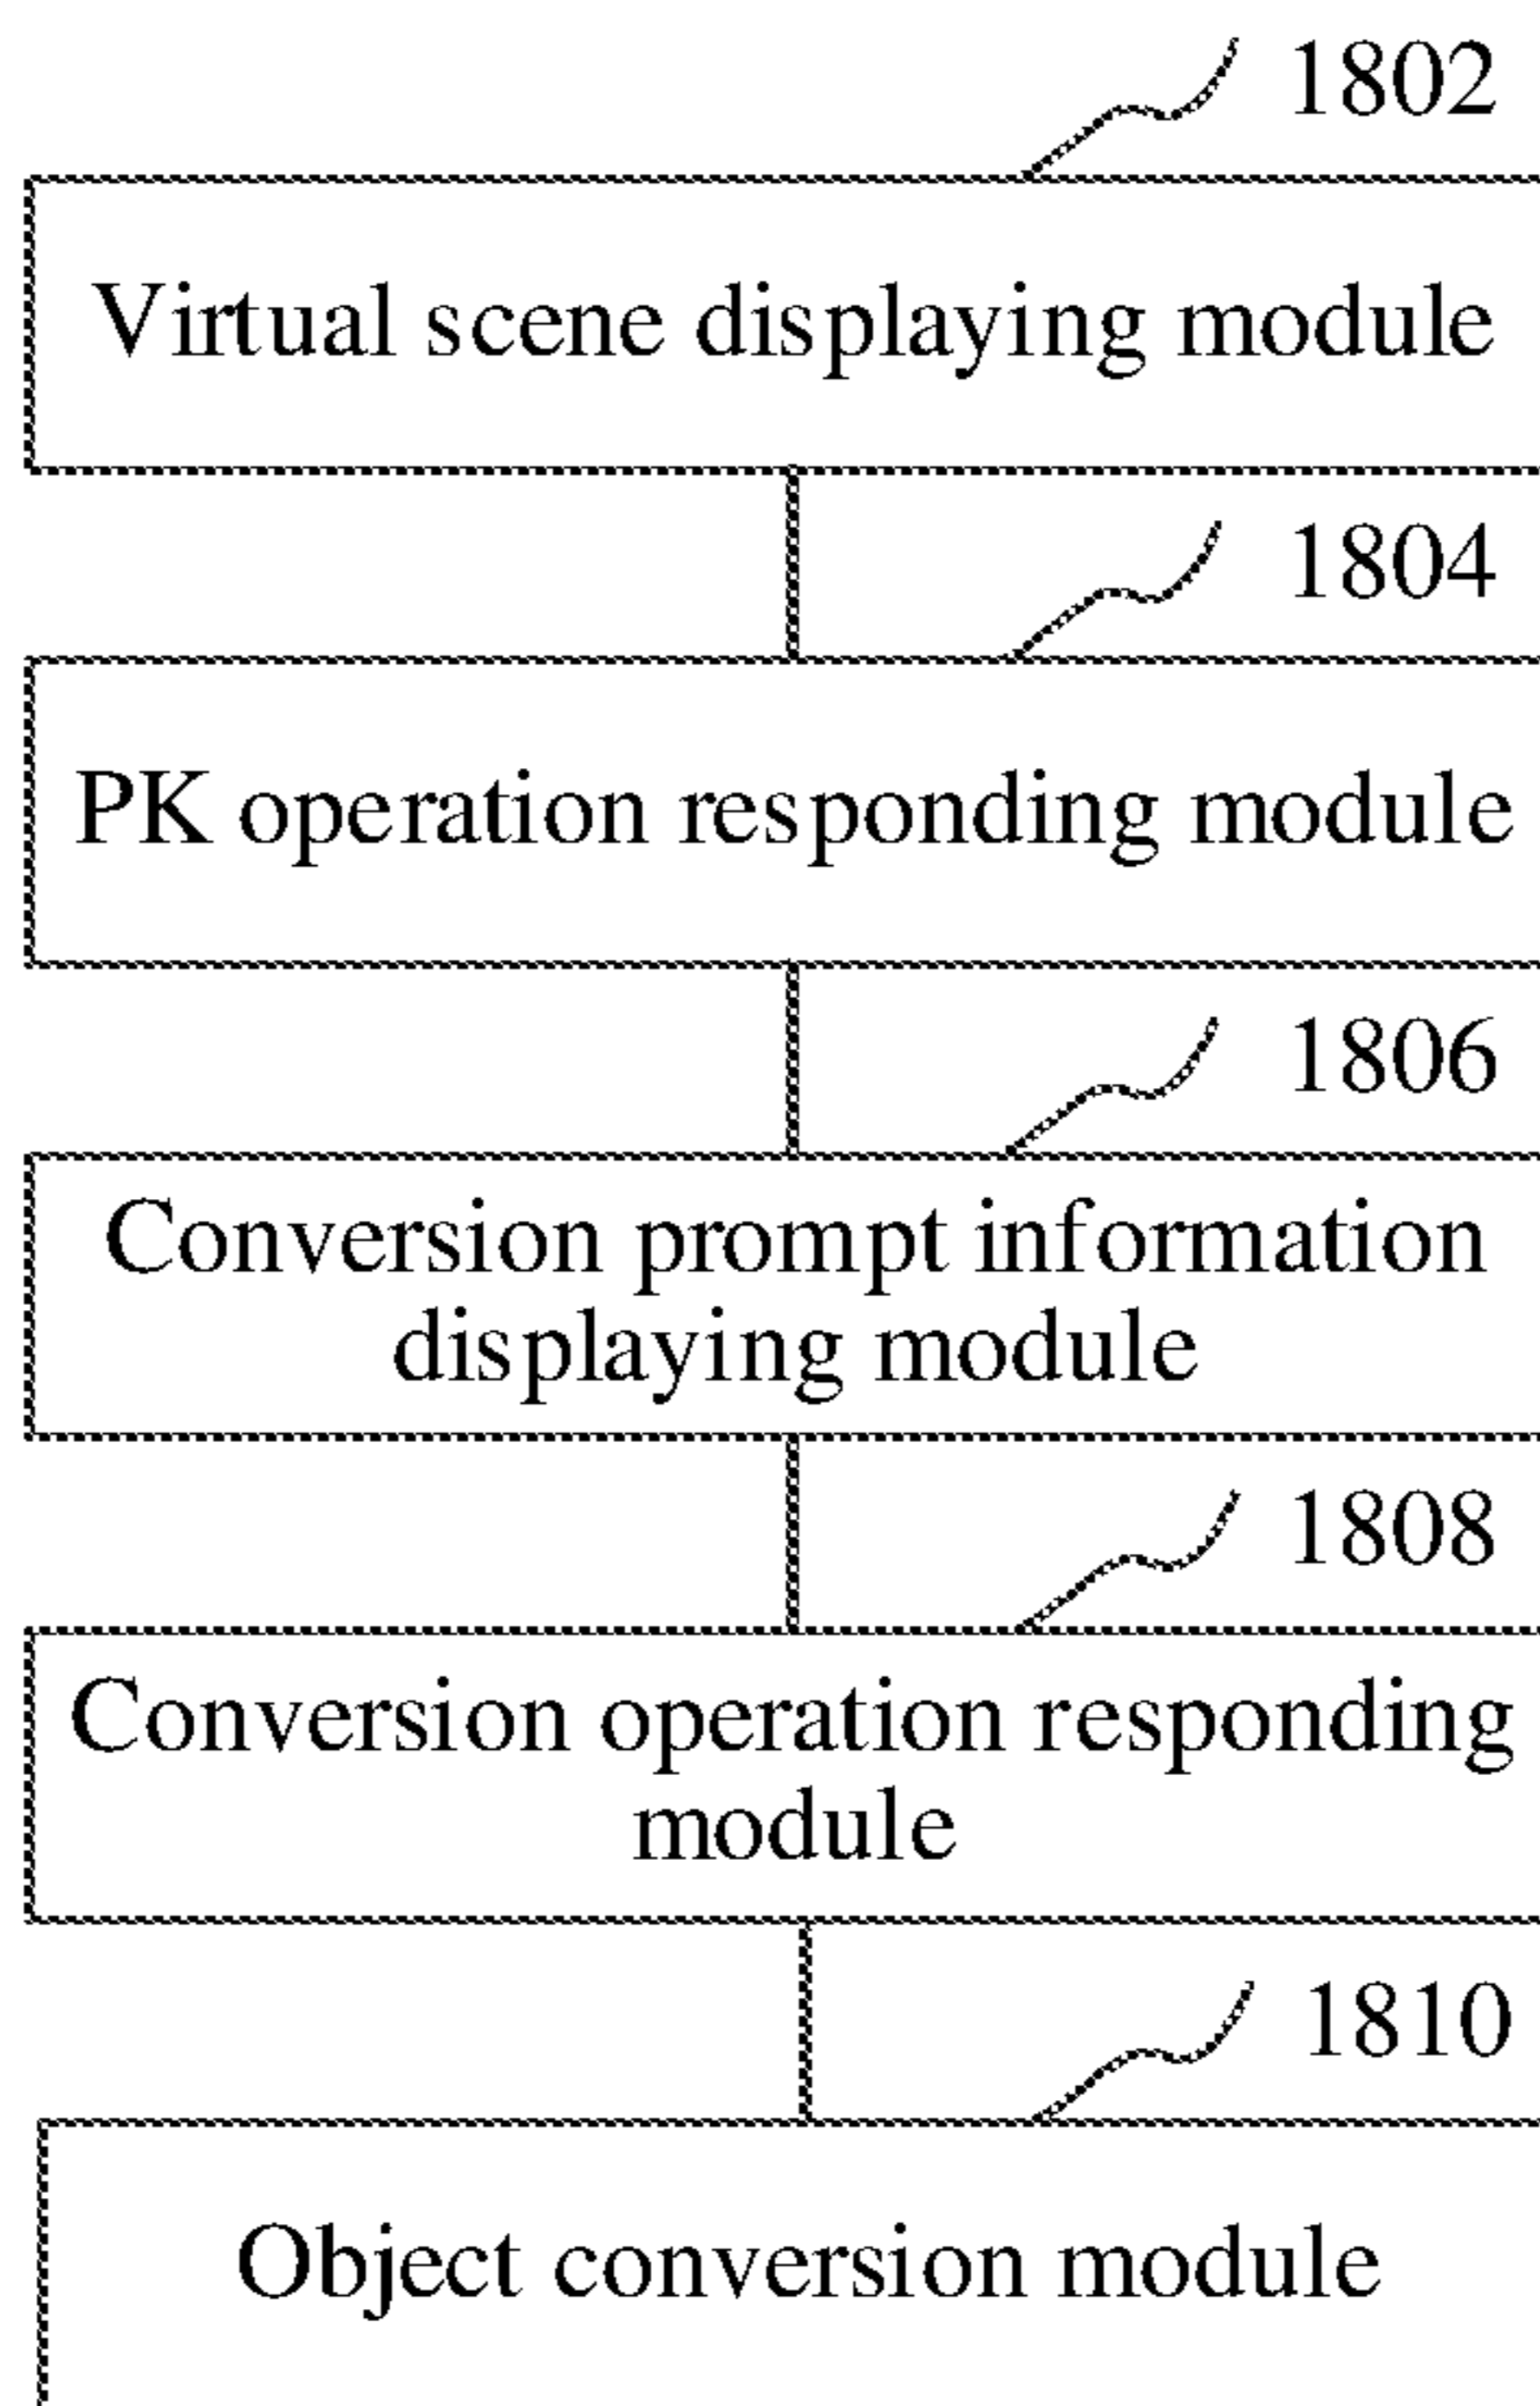 1802
Virtual scene displaying module
1804
PK operation responding module
1806
Conversion prompt information
displaying module
1808
Conversion operation responding
module
1810
Object conversion module